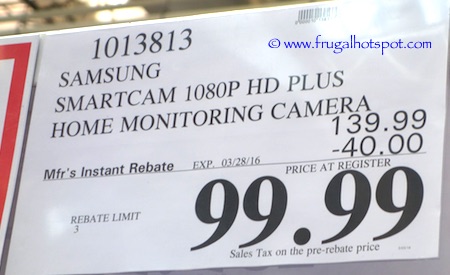 © www.frugalhotspot.com
1013813
SAMSUNG
SMARTCAM 1080P HD PLUS
HOME MONITORING CAMERA
139.99
Mfr's Instant Rebate EXP. 03/28/16 -40.00
PRICE AT REGISTER
REBATE LIMIT
3
99.99
Sales Tax on the pre-rebate price